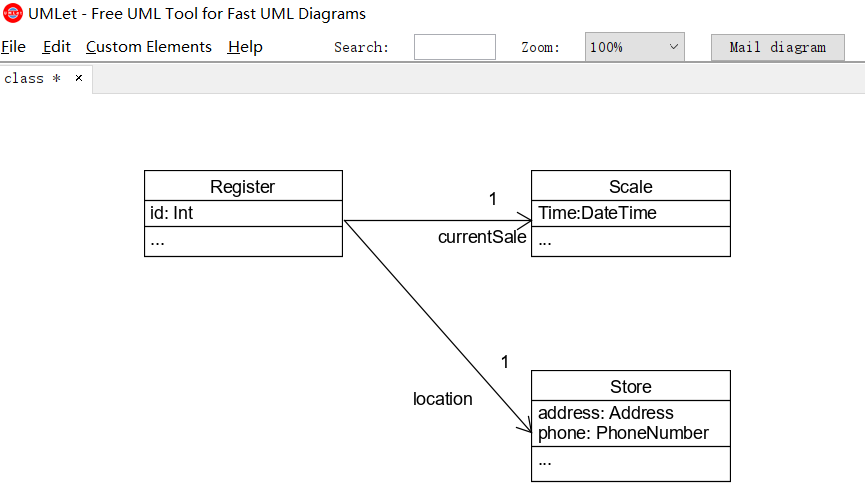 UMLet - Free UML Tool for Fast UML Diagrams
File Edit Custom Elements Help Search: Zoom: 100% Mail diagram
class *
Register
id: Int
...
1
currentSale
Scale
Time:DateTime
...
1
location
Store
address: Address
phone: PhoneNumber
...